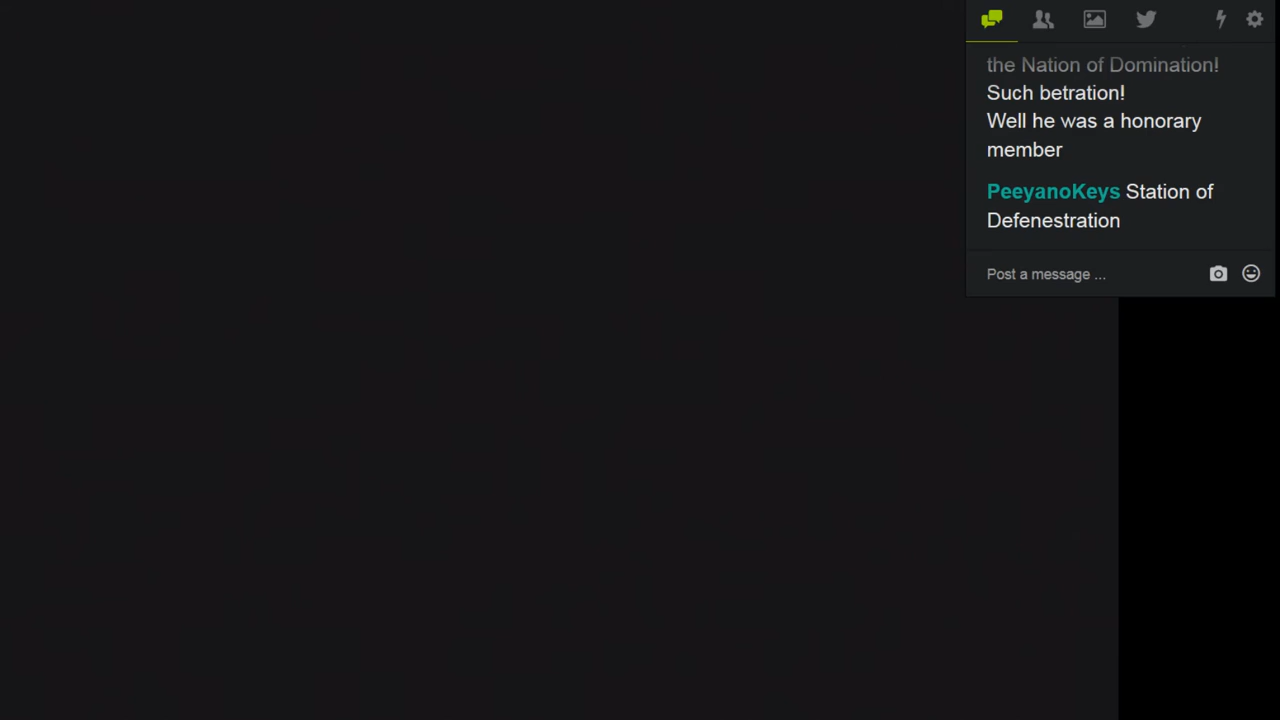 the Nation of Domination!
Such betration!
Well he was a honorary
member
PeeyanoKeys Station of
Defenestration
Post a message ...